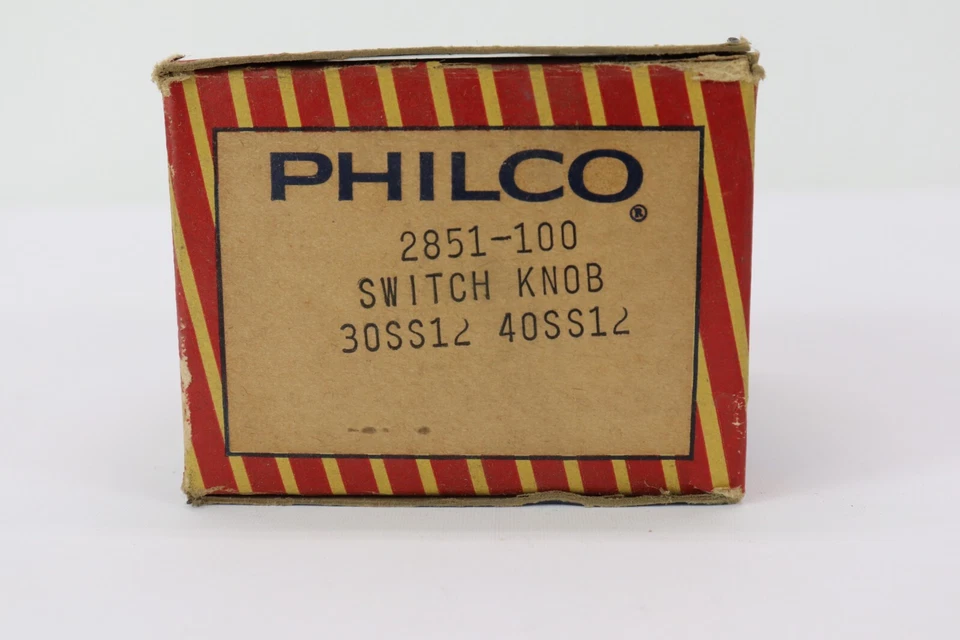 PHILCO®
2851-100
SWITCH KNOB
30SS12 40SS12